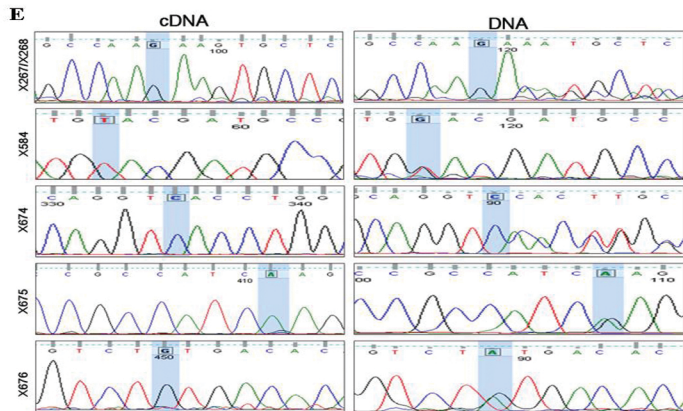 E
cDNA DNA
X267/X268
G C C A A G A A G T G C T C
100
G C C A A G A A A T G C T C
120
X584
T G T A C G A T G C C G
60
T G G A C G A T G C C
120
X674
330 340
C A G G T C A C C T G G
G C A G G T C C A C T T G C
90
X675
C G C C A T C A A G
410
C C G C C A T C A A G
00 110
X676
G T C T G T G A C A C A
450
G T C T A T G A C A C
90